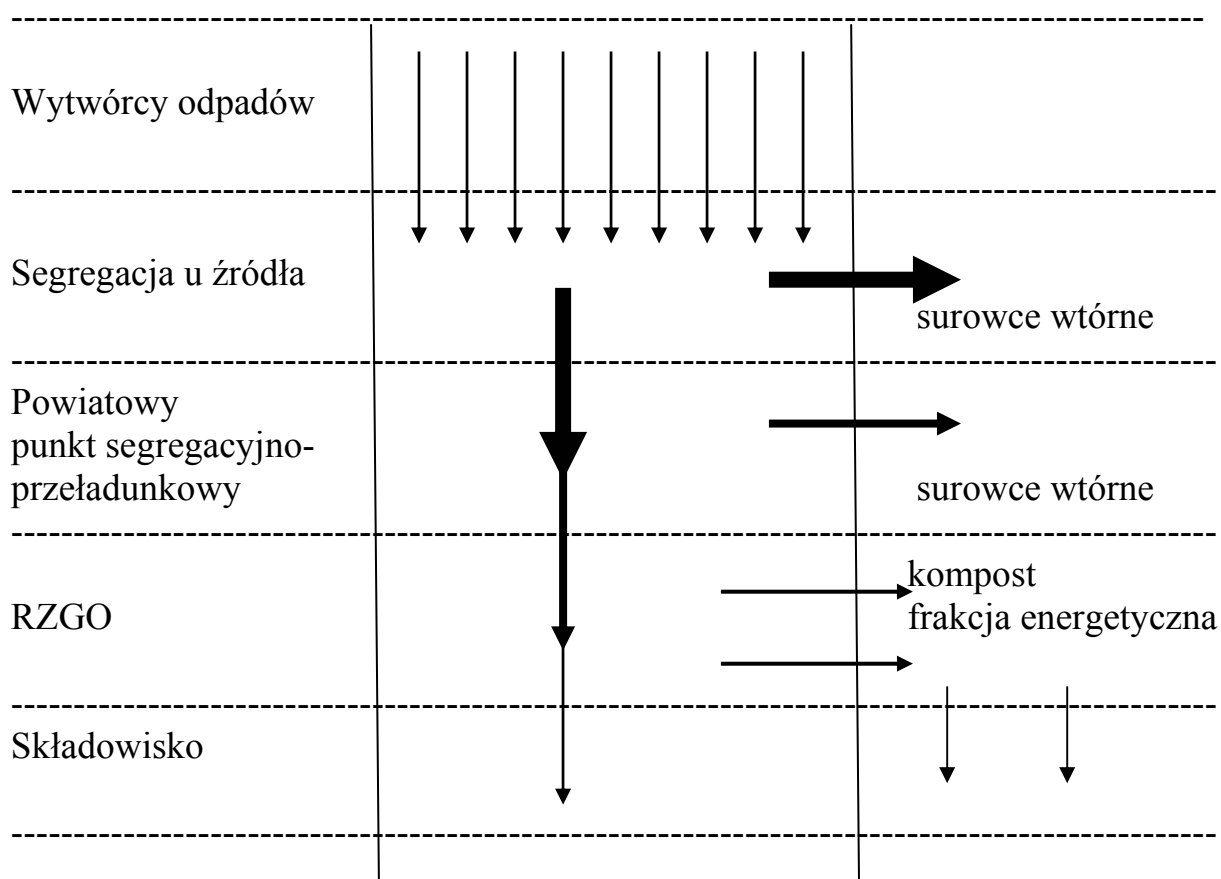 Wytwórcy odpadów
Segregacja u źródła
surowce wtórne
Powiatowy
punkt segregacyjno-
przeładunkowy
surowce wtórne
RZGO
kompost
frakcja energetyczna
Składowisko